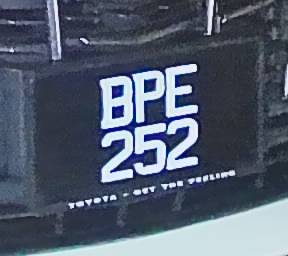 BPE
252
TOYOTA - GET THE FEELING